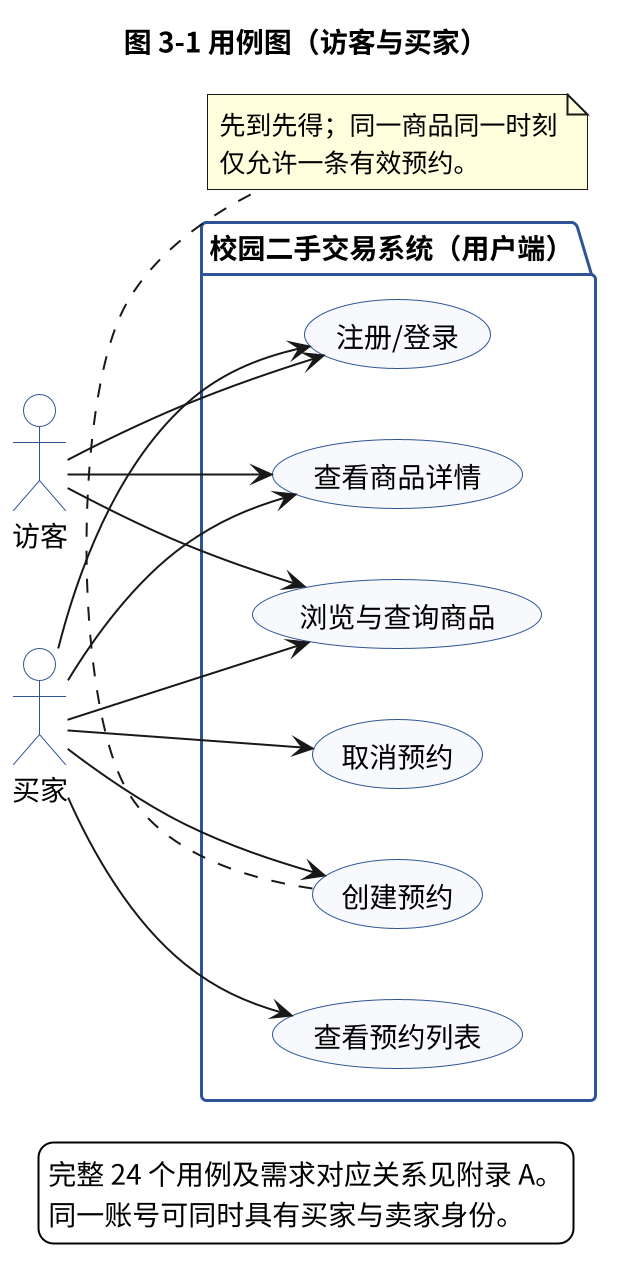 图 3-1 用例图（访客与买家）
先到先得；同一商品同一时刻
仅允许一条有效预约。
校园二手交易系统（用户端）
注册/登录
查看商品详情
访客
浏览与查询商品
取消预约
买家
创建预约
查看预约列表
完整 24 个用例及需求对应关系见附录 A。
同一账号可同时具有买家与卖家身份。